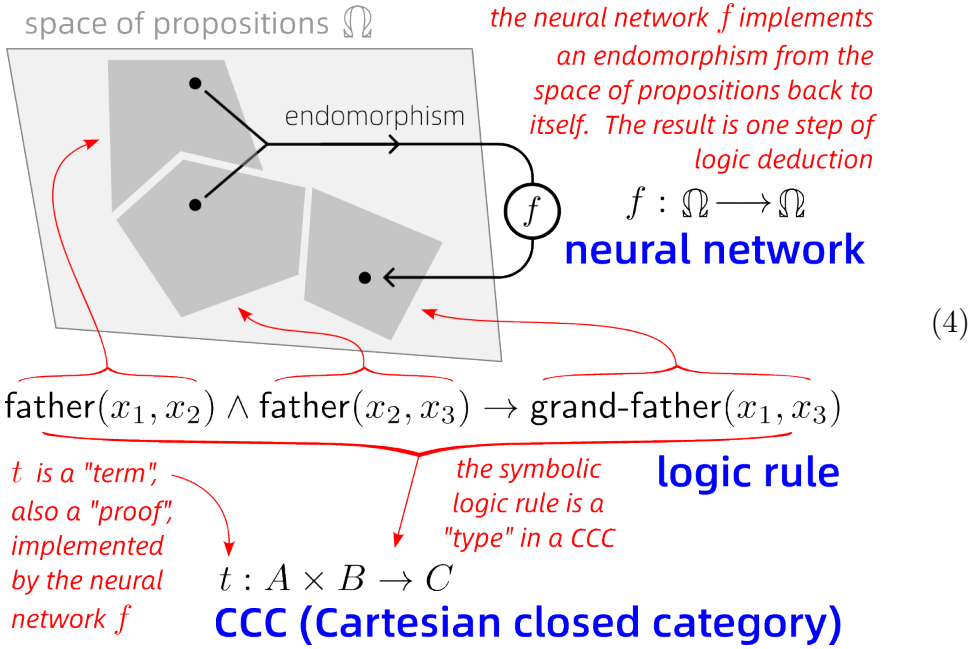 space of propositions Ω
the neural network f implements
an endomorphism from the
space of propositions back to
itself.  The result is one step of
logic deduction
endomorphism
f
f : Ω ⟶ Ω
neural network
(4)
father(x₁, x₂) ∧ father(x₂, x₃) → grand-father(x₁, x₃)
logic rule
t is a "term",
also a "proof",
implemented
by the neural
network f
the symbolic
logic rule is a
"type" in a CCC
t : A × B → C
CCC (Cartesian closed category)